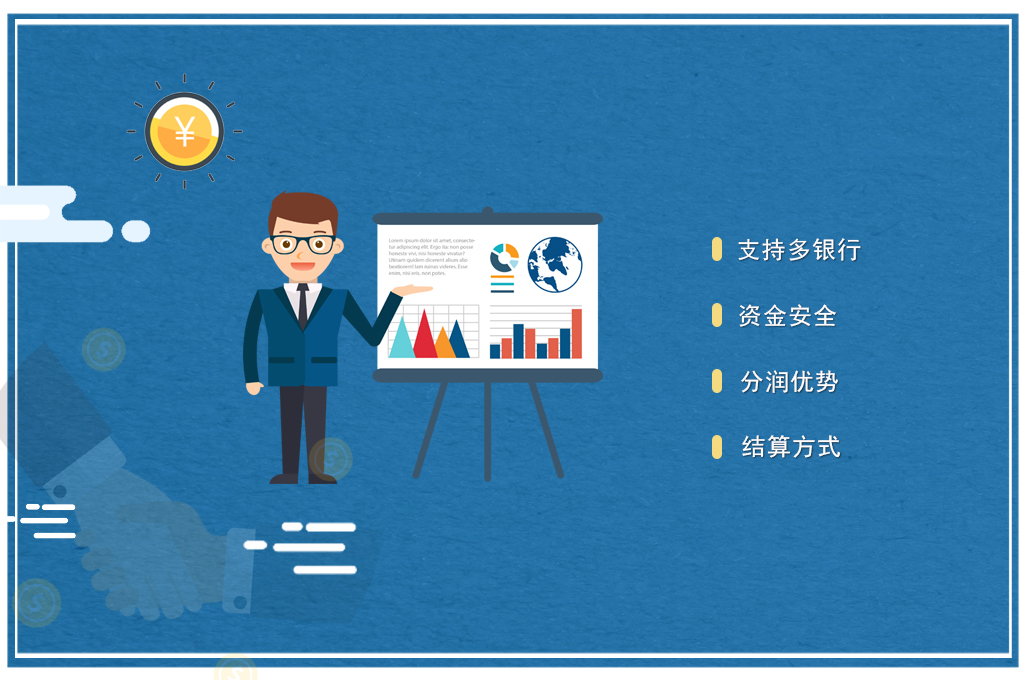 ¥
Lorem ipsum dolor sit amet, consecte-
tur adipiscing elit. Ergo ita: non posse
honeste vivi, nisi honeste vivatur?
Utinam quidem dicerent alium alio
beatiorem! Iam ruinas videres. Esse
enim, nisi eris, non potes.
支持多银行
资金安全
分润优势
结算方式